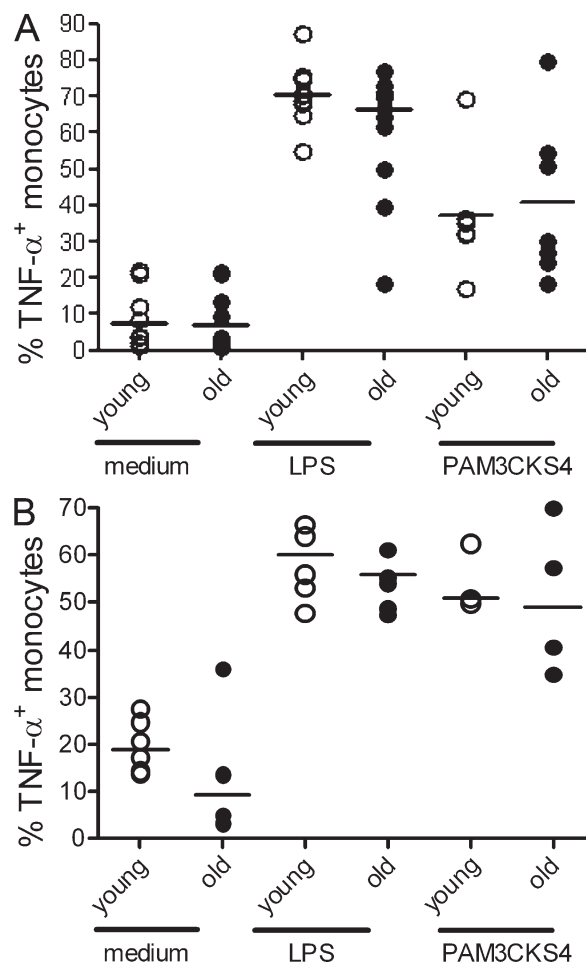 A
% TNF-α+ monocytes
90
80
70
60
50
40
30
20
10
0
young old young old young old
medium LPS PAM3CKS4
B
% TNF-α+ monocytes
70
60
50
40
30
20
10
0
young old young old young old
medium LPS PAM3CKS4